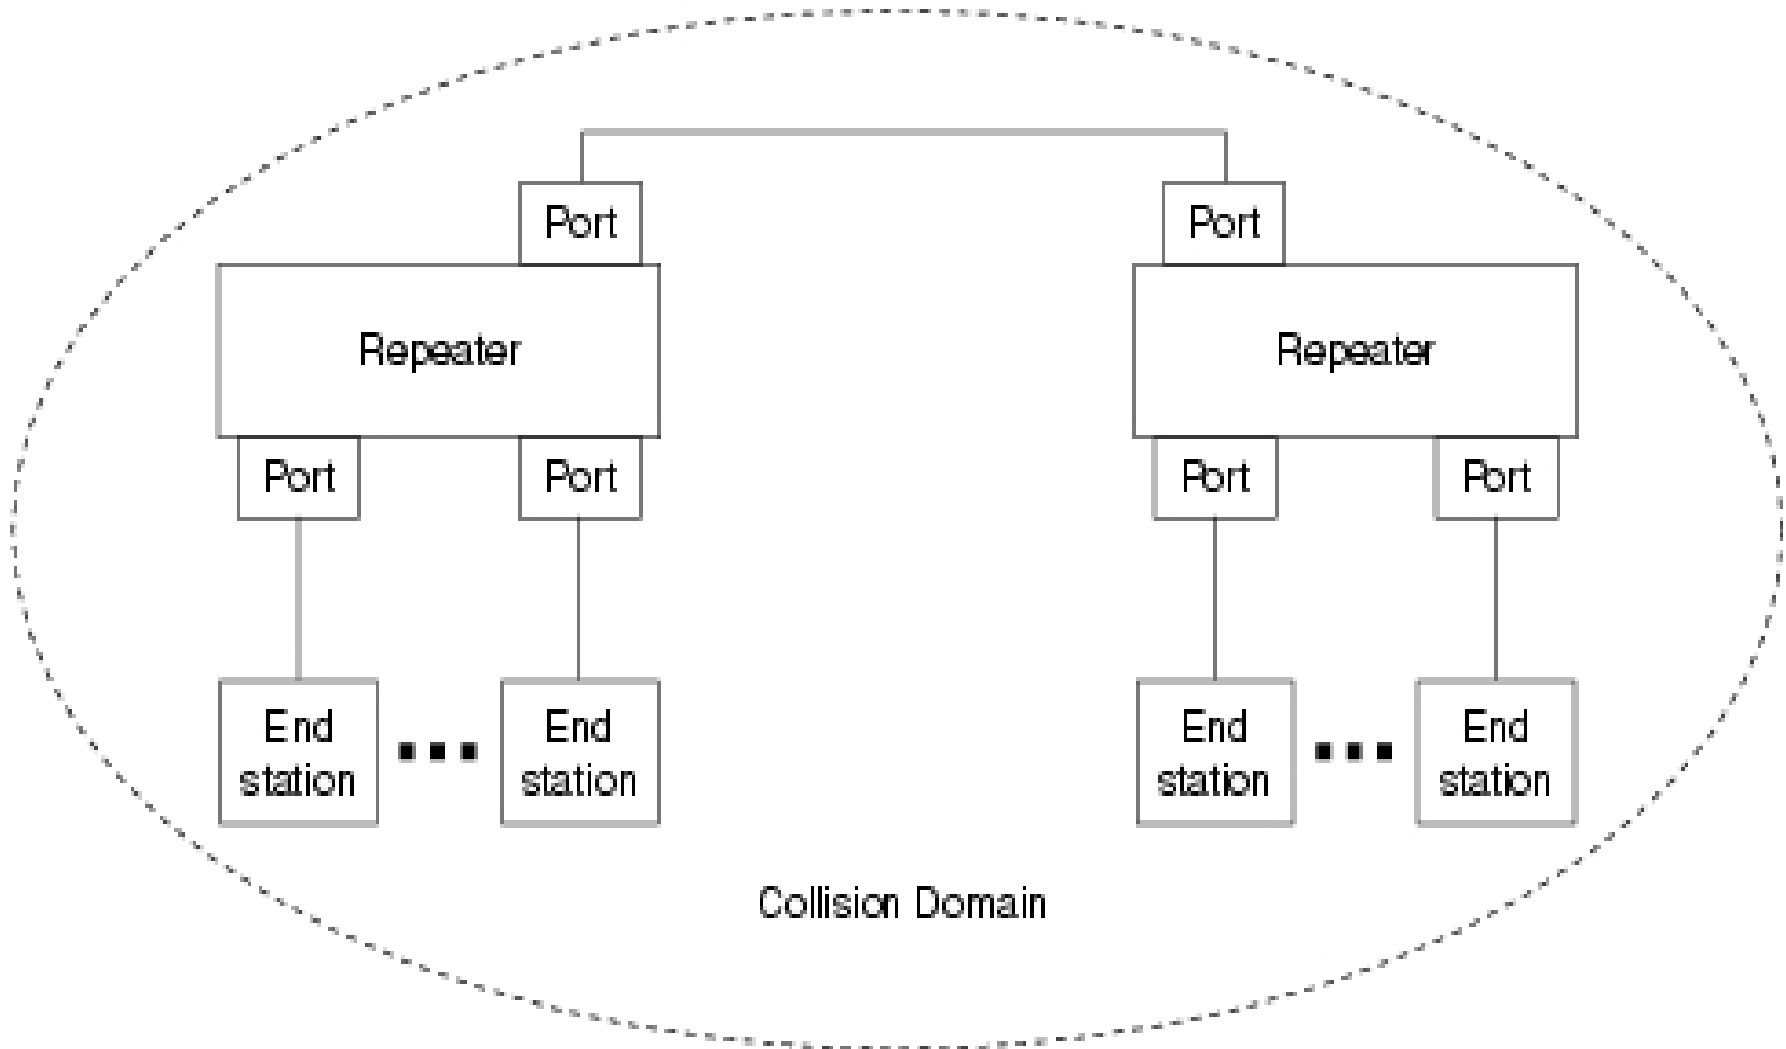 Port
Port
Repeater
Repeater
Port
Port
Port
Port
End
station
End
station
End
station
End
station
Collision Domain